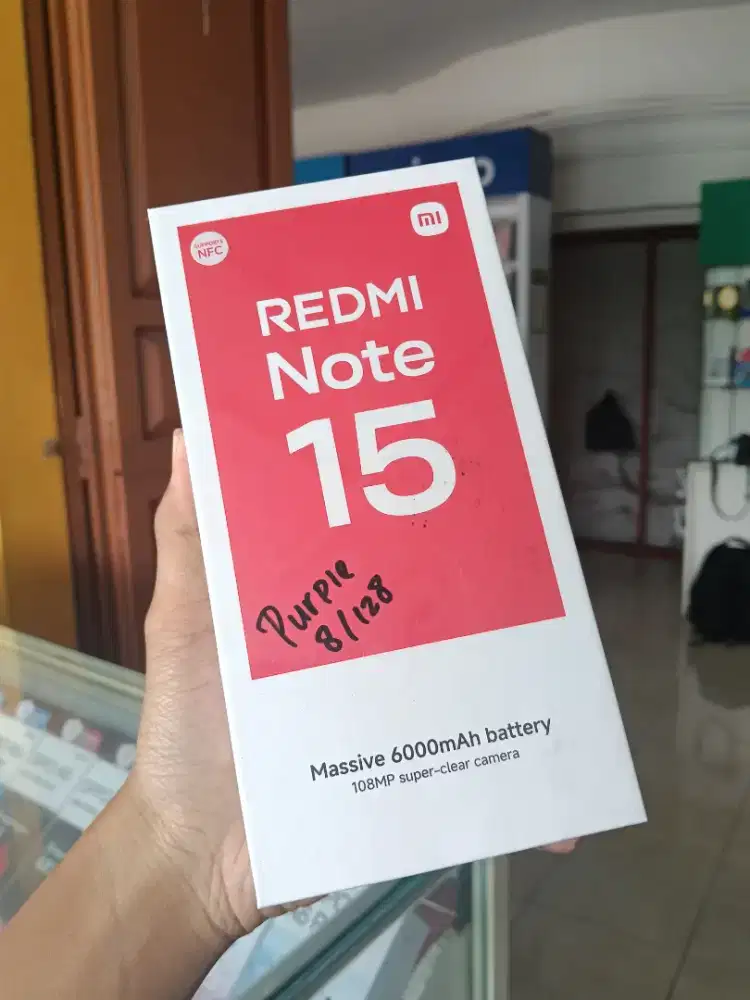 SUPPORTS
NFC
mi
REDMI
Note
15
Purple
8/128
Massive 6000mAh battery
108MP super-clear camera